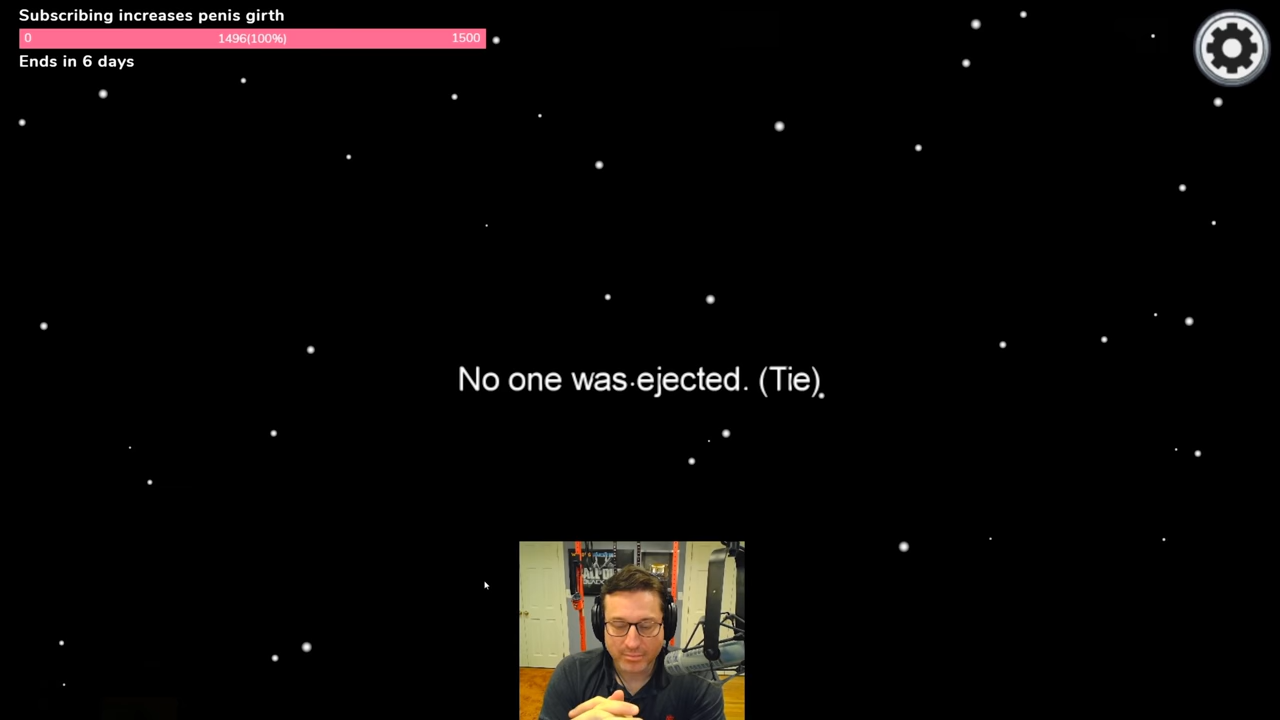 Subscribing increases penis girth
0 1496(100%) 1500
Ends in 6 days
No one was ejected. (Tie)